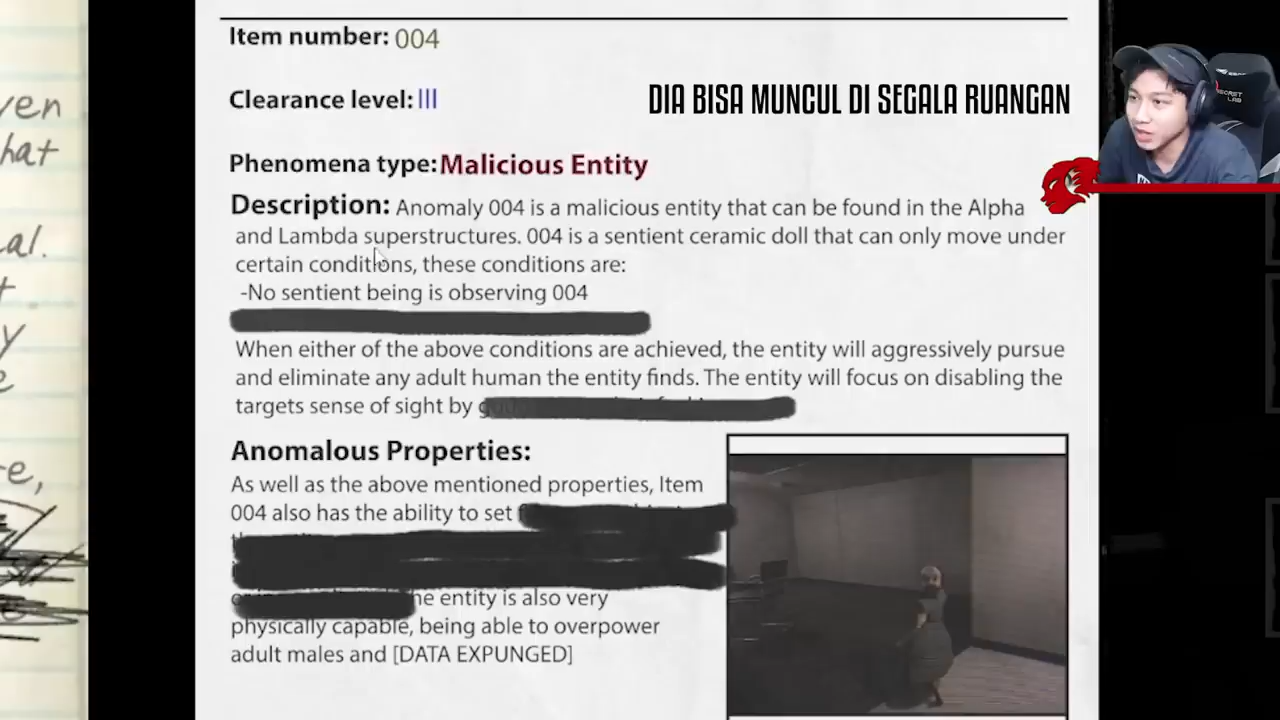 ven
hat
cal.
Item number: 004
Clearance level: III
DIA BISA MUNCUL DI SEGALA RUANGAN
Phenomena type: Malicious Entity
Description: Anomaly 004 is a malicious entity that can be found in the Alpha
and Lambda superstructures. 004 is a sentient ceramic doll that can only move under
certain conditions, these conditions are:
-No sentient being is observing 004
When either of the above conditions are achieved, the entity will aggressively pursue
and eliminate any adult human the entity finds. The entity will focus on disabling the
targets sense of sight by
Anomalous Properties:
As well as the above mentioned properties, Item
004 also has the ability to set
the entity is also very
physically capable, being able to overpower
adult males and [DATA EXPUNGED]
SECRET
LAB